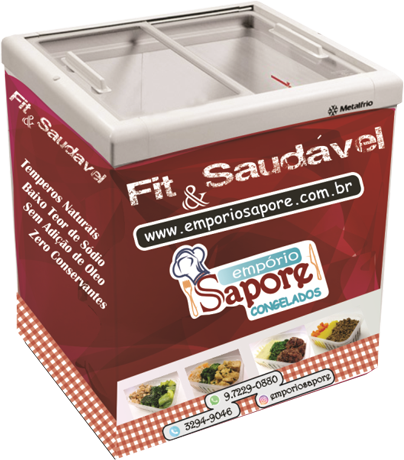 Metalfrio
Fit & Saudável
Temperos Naturais
Baixo Teor de Sódio
Sem Adição de Óleo
Zero Conservantes
Fit & Saudável
www.emporiosapore.com.br
empório
Sapore
CONGELADOS
9.7229-0880
3294-9046
emporiosapore